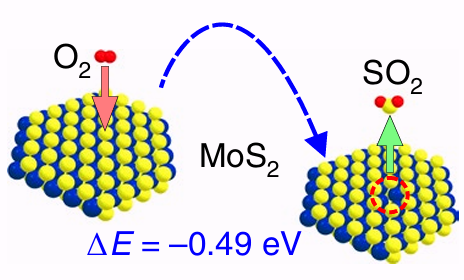 O₂
SO₂
MoS₂
ΔE = −0.49 eV